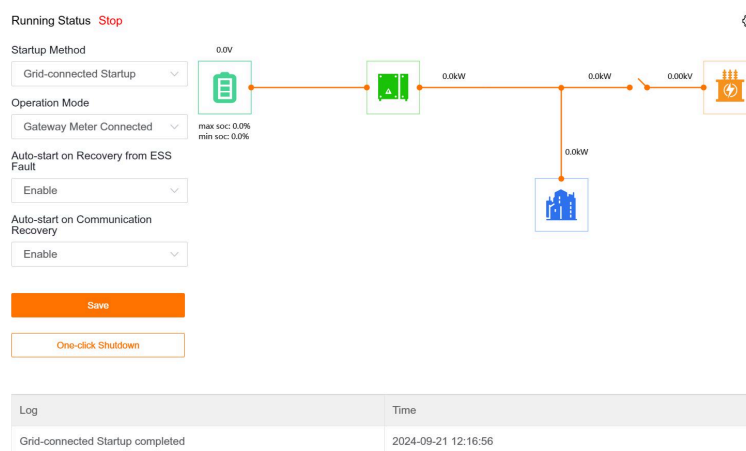 Running Status Stop
Startup Method
Grid-connected Startup
Operation Mode
Gateway Meter Connected
Auto-start on Recovery from ESS
Fault
Enable
Auto-start on Communication
Recovery
Enable
Save
One-click Shutdown
0.0V
max soc: 0.0%
min soc: 0.0%
0.0kW
0.0kW
0.00kV
0.0kW
Log Time
Grid-connected Startup completed 2024-09-21 12:16:56